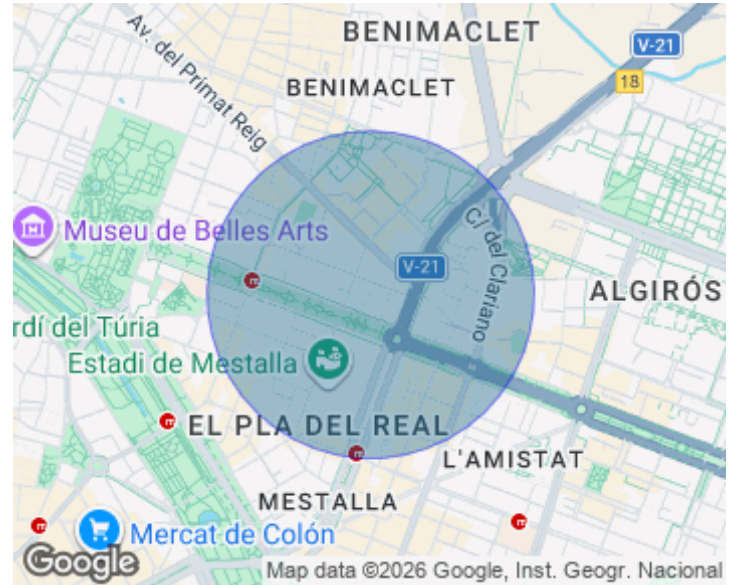 BENIMACLET
V-21
18
Av. del Primat Reig
BENIMACLET
Museu de Belles Arts
C/ del Clariano
V-21
ALGIRÓS
rdí del Túria
Estadi de Mestalla
EL PLA DEL REAL
L'AMISTAT
MESTALLA
Mercat de Colón
Google
Map data ©2026 Google, Inst. Geogr. Nacional